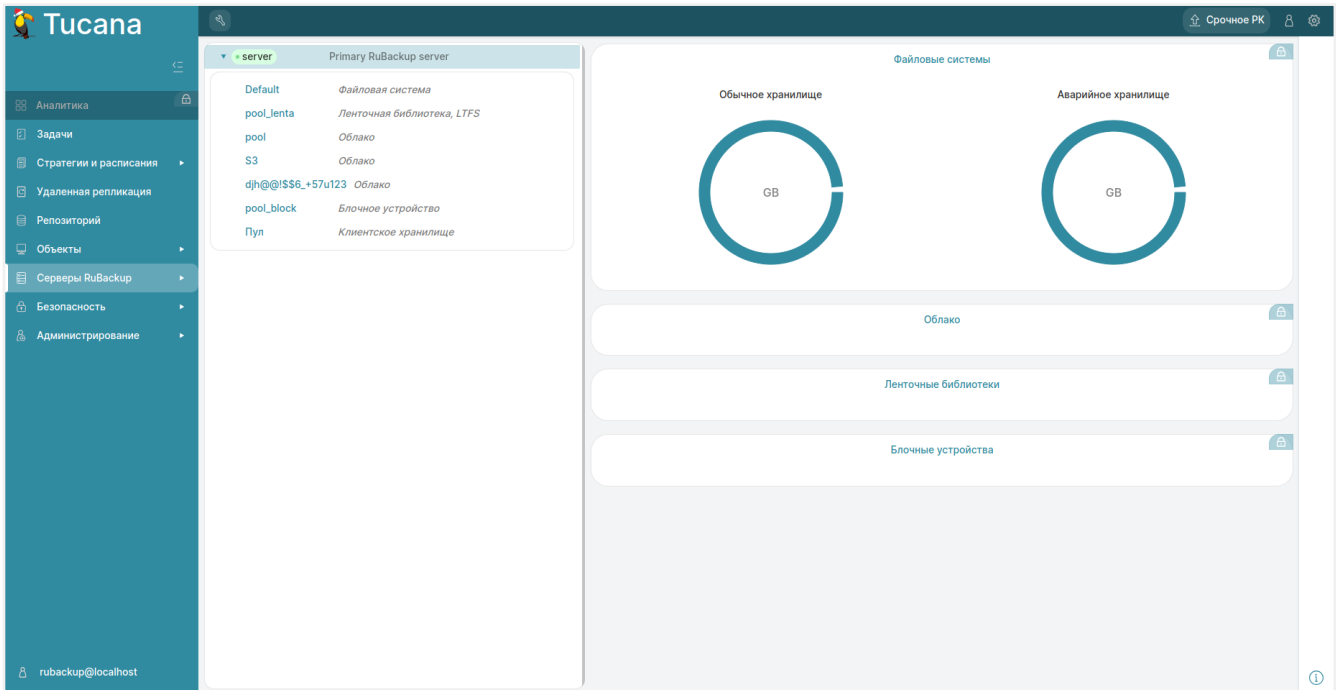 Tucana
Срочное РК
Аналитика
Задачи
Стратегии и расписания
Удаленная репликация
Репозиторий
Объекты
Серверы RuBackup
Безопасность
Администрирование
rubackup@localhost
server Primary RuBackup server
Default Файловая система
pool_lenta Ленточная библиотека, LTFS
pool Облако
S3 Облако
djh@@!$$6_+57u123 Облако
pool_block Блочное устройство
Пул Клиентское хранилище
Файловые системы
Обычное хранилище Аварийное хранилище
GB GB
Облако
Ленточные библиотеки
Блочные устройства